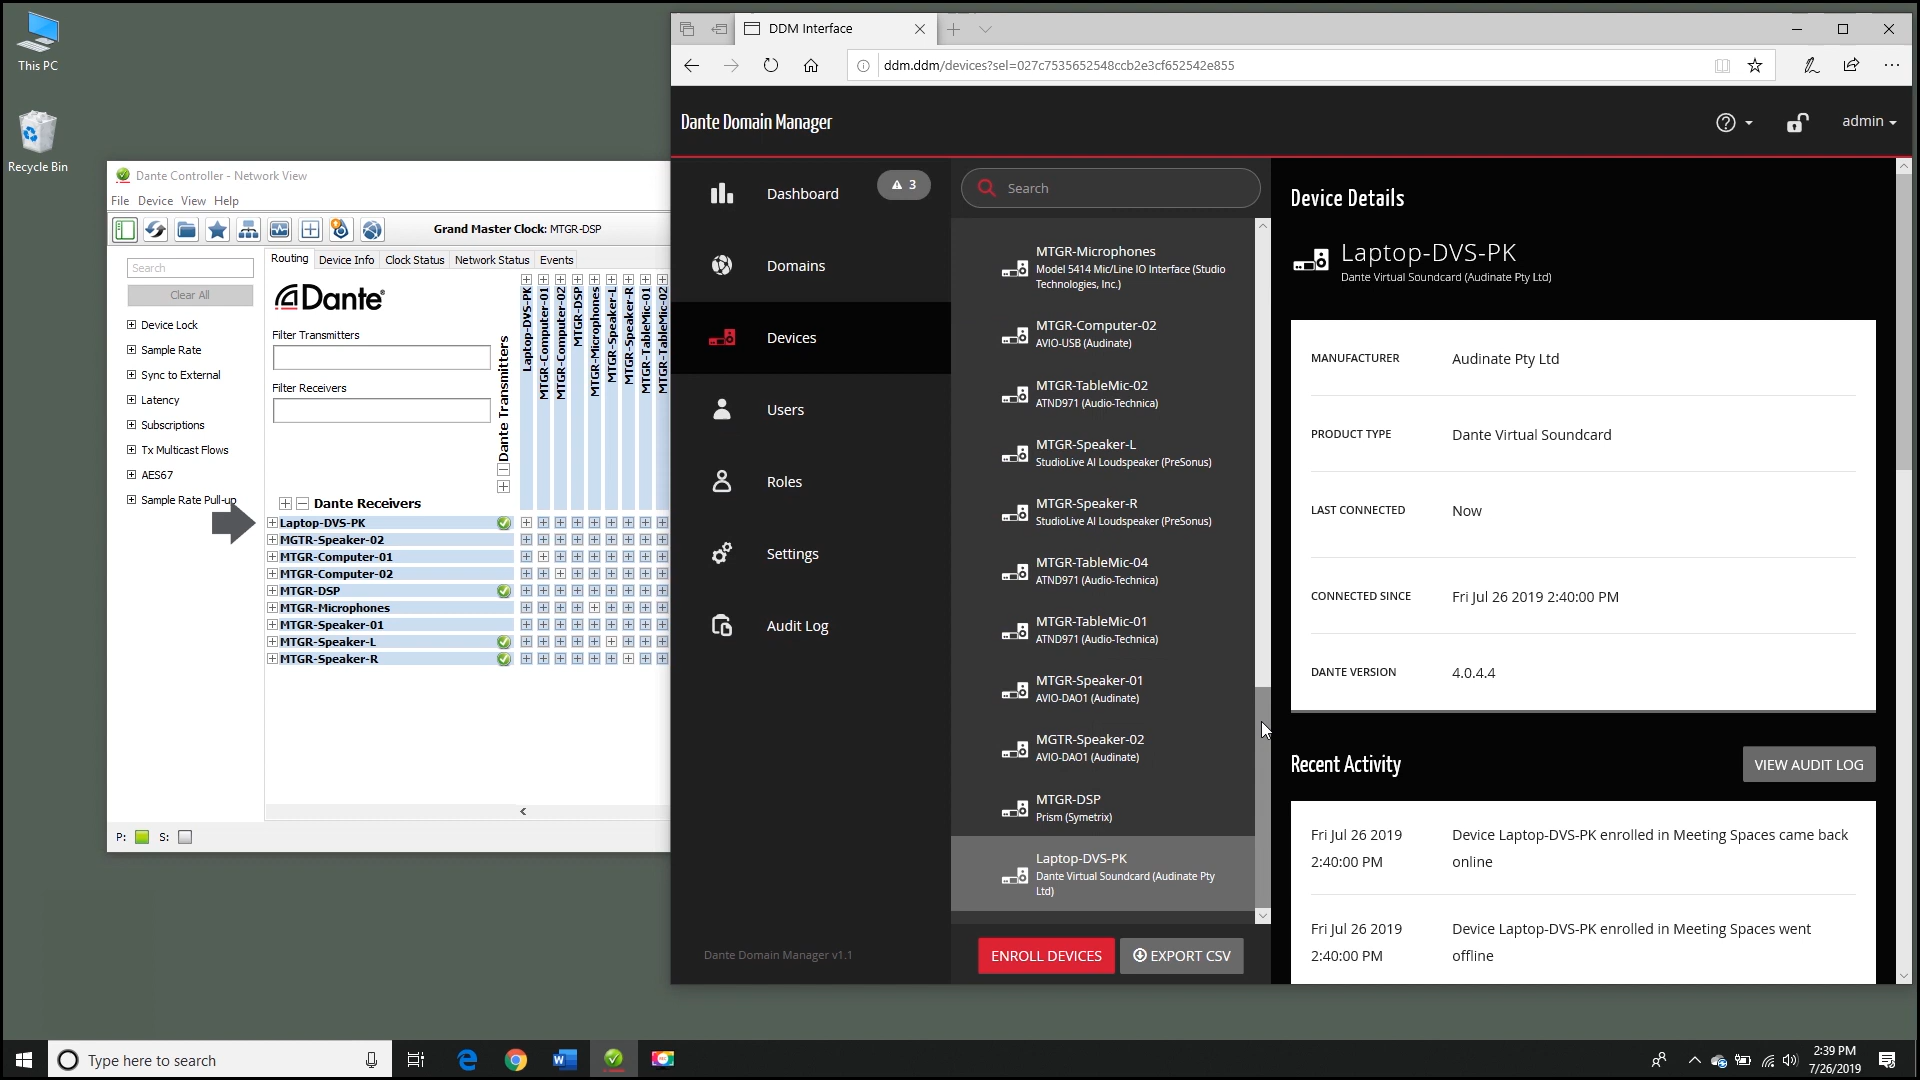 This PC
Recycle Bin
Dante Controller - Network View
File Device View Help
Grand Master Clock: MTGR-DSP
Search
Clear All
Device Lock
Sample Rate
Sync to External
Latency
Subscriptions
Tx Multicast Flows
AES67
Sample Rate Pull-up
Routing Device Info Clock Status Network Status Events
Dante
Filter Transmitters
Filter Receivers
Dante Transmitters
Laptop-DVS-PK
MTGR-Computer-01
MTGR-Computer-02
MTGR-DSP
MTGR-Microphones
MTGR-Speaker-L
MTGR-Speaker-R
MTGR-TableMic-01
MTGR-TableMic-02
Dante Receivers
Laptop-DVS-PK
MGTR-Speaker-02
MTGR-Computer-01
MTGR-Computer-02
MTGR-DSP
MTGR-Microphones
MTGR-Speaker-01
MTGR-Speaker-L
MTGR-Speaker-R
P: S:
DDM Interface
ddm.ddm/devices?sel=027c7535652548ccb2e3cf652542e855
Dante Domain Manager
admin
Dashboard
3
Domains
Devices
Users
Roles
Settings
Audit Log
Dante Domain Manager v1.1
Search
MTGR-Microphones
Model 5414 Mic/Line IO Interface (Studio
Technologies, Inc.)
MTGR-Computer-02
AVIO-USB (Audinate)
MTGR-TableMic-02
ATND971 (Audio-Technica)
MTGR-Speaker-L
StudioLive AI Loudspeaker (PreSonus)
MTGR-Speaker-R
StudioLive AI Loudspeaker (PreSonus)
MTGR-TableMic-04
ATND971 (Audio-Technica)
MTGR-TableMic-01
ATND971 (Audio-Technica)
MTGR-Speaker-01
AVIO-DAO1 (Audinate)
MGTR-Speaker-02
AVIO-DAO1 (Audinate)
MTGR-DSP
Prism (Symetrix)
Laptop-DVS-PK
Dante Virtual Soundcard (Audinate Pty
Ltd)
ENROLL DEVICES
EXPORT CSV
Device Details
Laptop-DVS-PK
Dante Virtual Soundcard (Audinate Pty Ltd)
MANUFACTURER Audinate Pty Ltd
PRODUCT TYPE Dante Virtual Soundcard
LAST CONNECTED Now
CONNECTED SINCE Fri Jul 26 2019 2:40:00 PM
DANTE VERSION 4.0.4.4
Recent Activity
VIEW AUDIT LOG
Fri Jul 26 2019 Device Laptop-DVS-PK enrolled in Meeting Spaces came back
2:40:00 PM online
Fri Jul 26 2019 Device Laptop-DVS-PK enrolled in Meeting Spaces went
2:40:00 PM offline
Type here to search
2:39 PM
7/26/2019